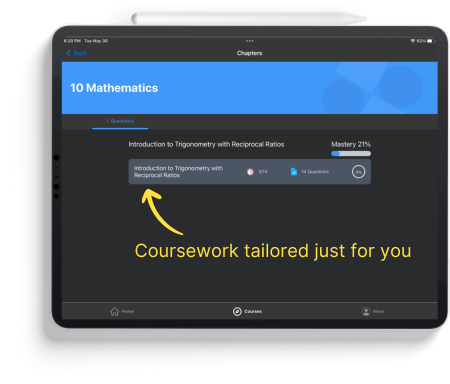 6:20 PM Tue May 30
62%
Back
Chapters
10 Mathematics
1 Quadratics
Introduction to Trigonometry with Reciprocal Ratios
Mastery 21%
Introduction to Trigonometry with
Reciprocal Ratios
0/14
14 Questions
0%
Coursework tailored just for you
Home
Courses
More